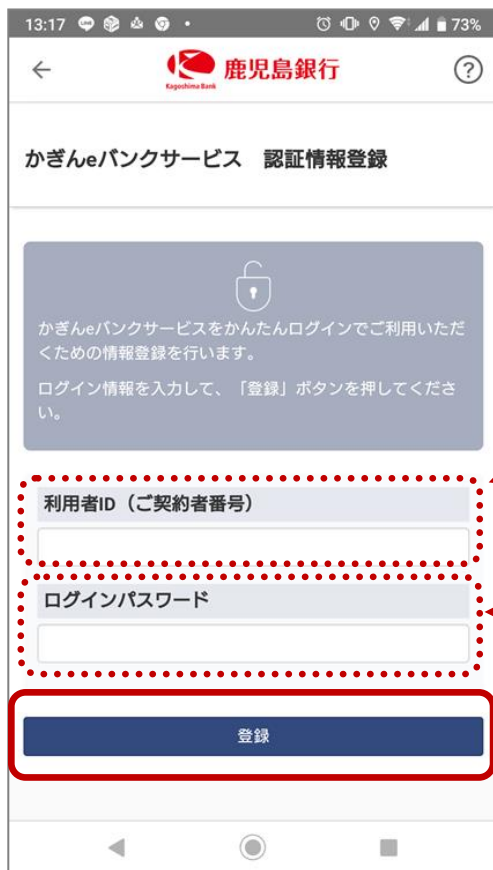 13:17
73%
鹿児島銀行
Kagoshima Bank
?
かぎんeバンクサービス 認証情報登録
かぎんeバンクサービスをかんたんログインでご利用いただ
くための情報登録を行います。
ログイン情報を入力して、「登録」ボタンを押してくださ
い。
利用者ID（ご契約者番号）
ログインパスワード
登録